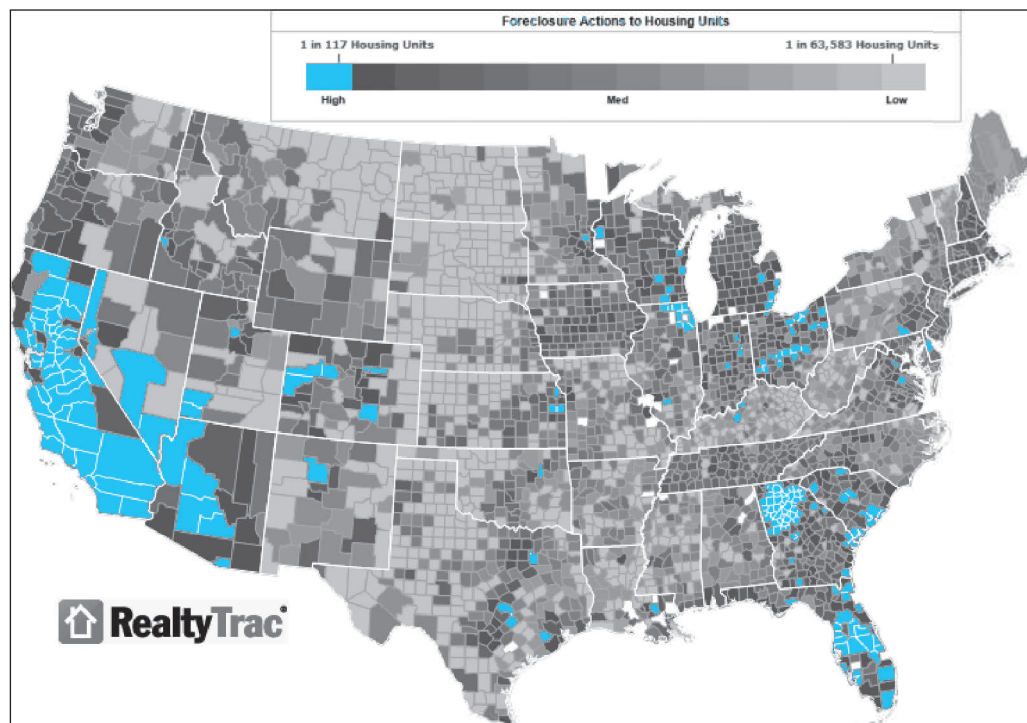 Foreclosure Actions to Housing Units
1 in 117 Housing Units 1 in 63,583 Housing Units
High Med Low
RealtyTrac®